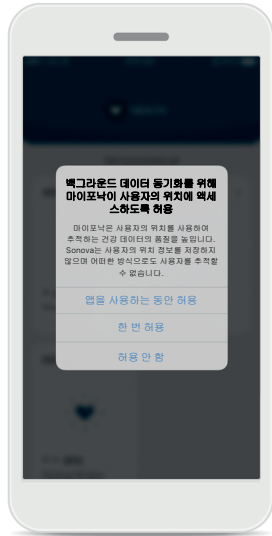 백그라운드 데이터 동기화를 위해
마이포낙이 사용자의 위치에 액세
스하도록 허용
마이포낙은 사용자의 위치를 사용하여
추적하는 건강 데이터의 품질을 높입니다.
Sonova는 사용자의 위치 정보를 저장하지
않으며 어떠한 방식으로도 사용자를 추적할
수 없습니다.
앱을 사용하는 동안 허용
한 번 허용
허용 안 함